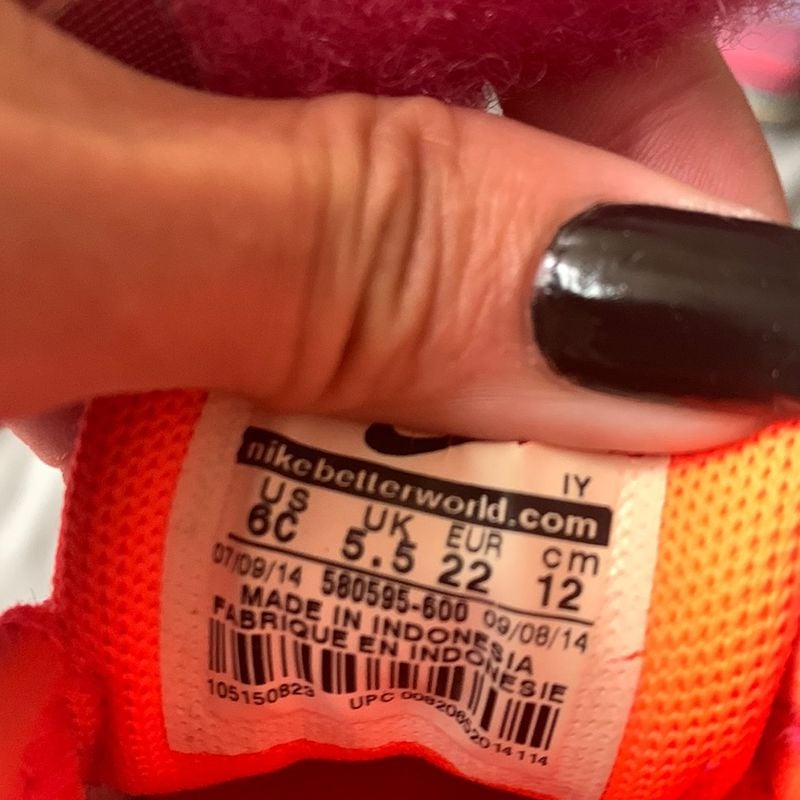 IY
nikebetterworld.com
US UK EUR cm
6C 5.5 22 12
07/09/14 580595-600 09/08/14
MADE IN INDONESIA
FABRIQUE EN INDONESIE
105150823 UPC